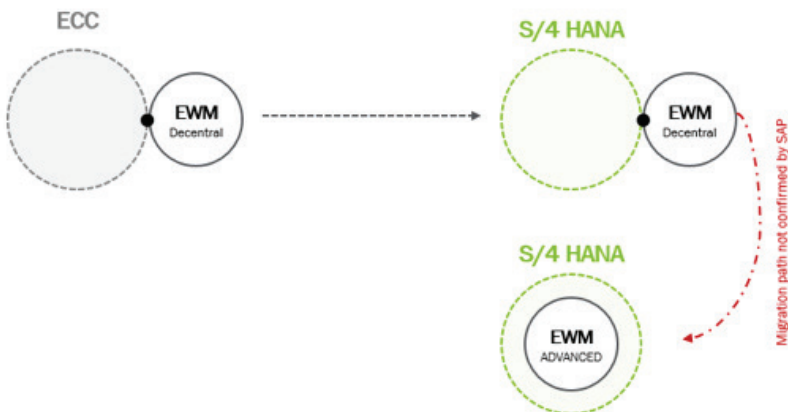 ECC
S/4 HANA
EWM
Decentral
EWM
Decentral
Migration path not confirmed by SAP
S/4 HANA
EWM
ADVANCED